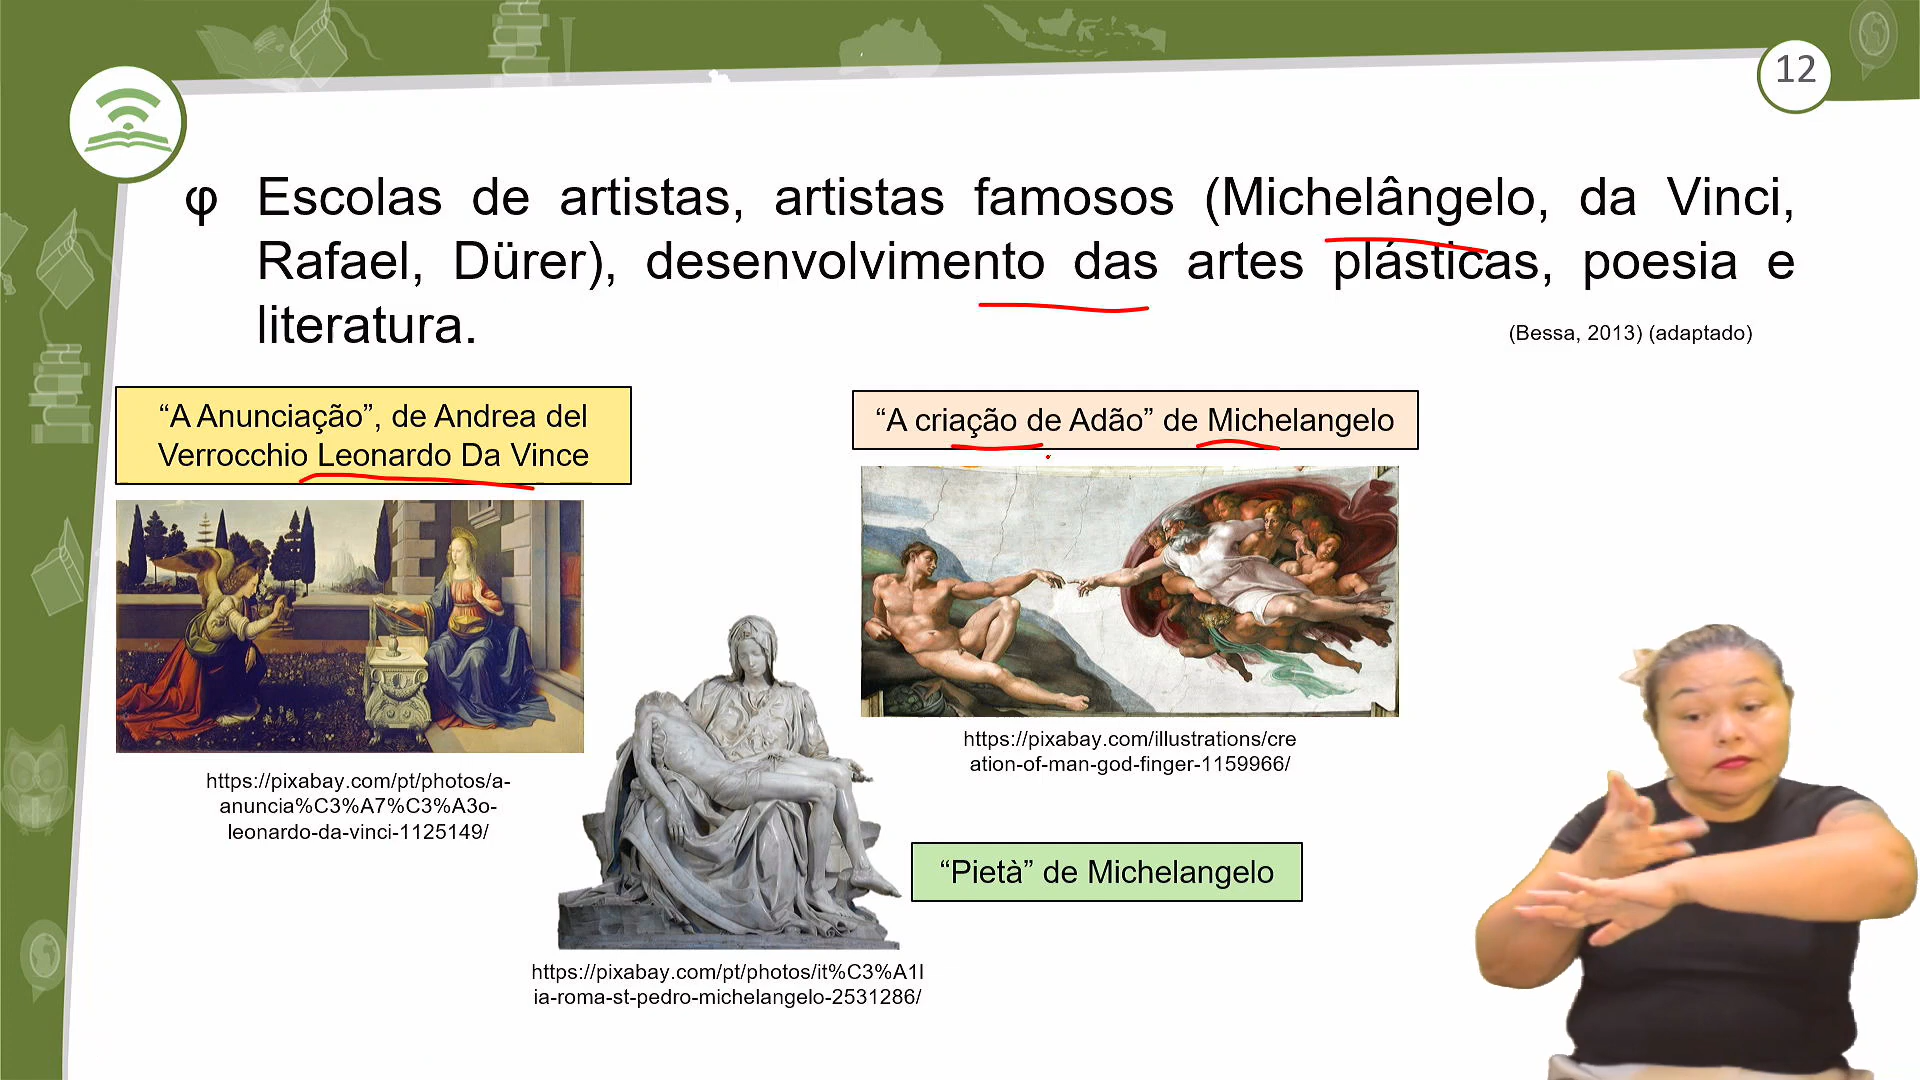 12
φ Escolas de artistas, artistas famosos (Michelângelo, da Vinci,
Rafael, Dürer), desenvolvimento das artes plásticas, poesia e
literatura.
(Bessa, 2013) (adaptado)
“A Anunciação”, de Andrea del
Verrocchio Leonardo Da Vince
“A criação de Adão” de Michelangelo
https://pixabay.com/illustrations/cre
ation-of-man-god-finger-1159966/
https://pixabay.com/pt/photos/a-
anuncia%C3%A7%C3%A3o-
leonardo-da-vinci-1125149/
“Pietà” de Michelangelo
https://pixabay.com/pt/photos/it%C3%A1l
ia-roma-st-pedro-michelangelo-2531286/